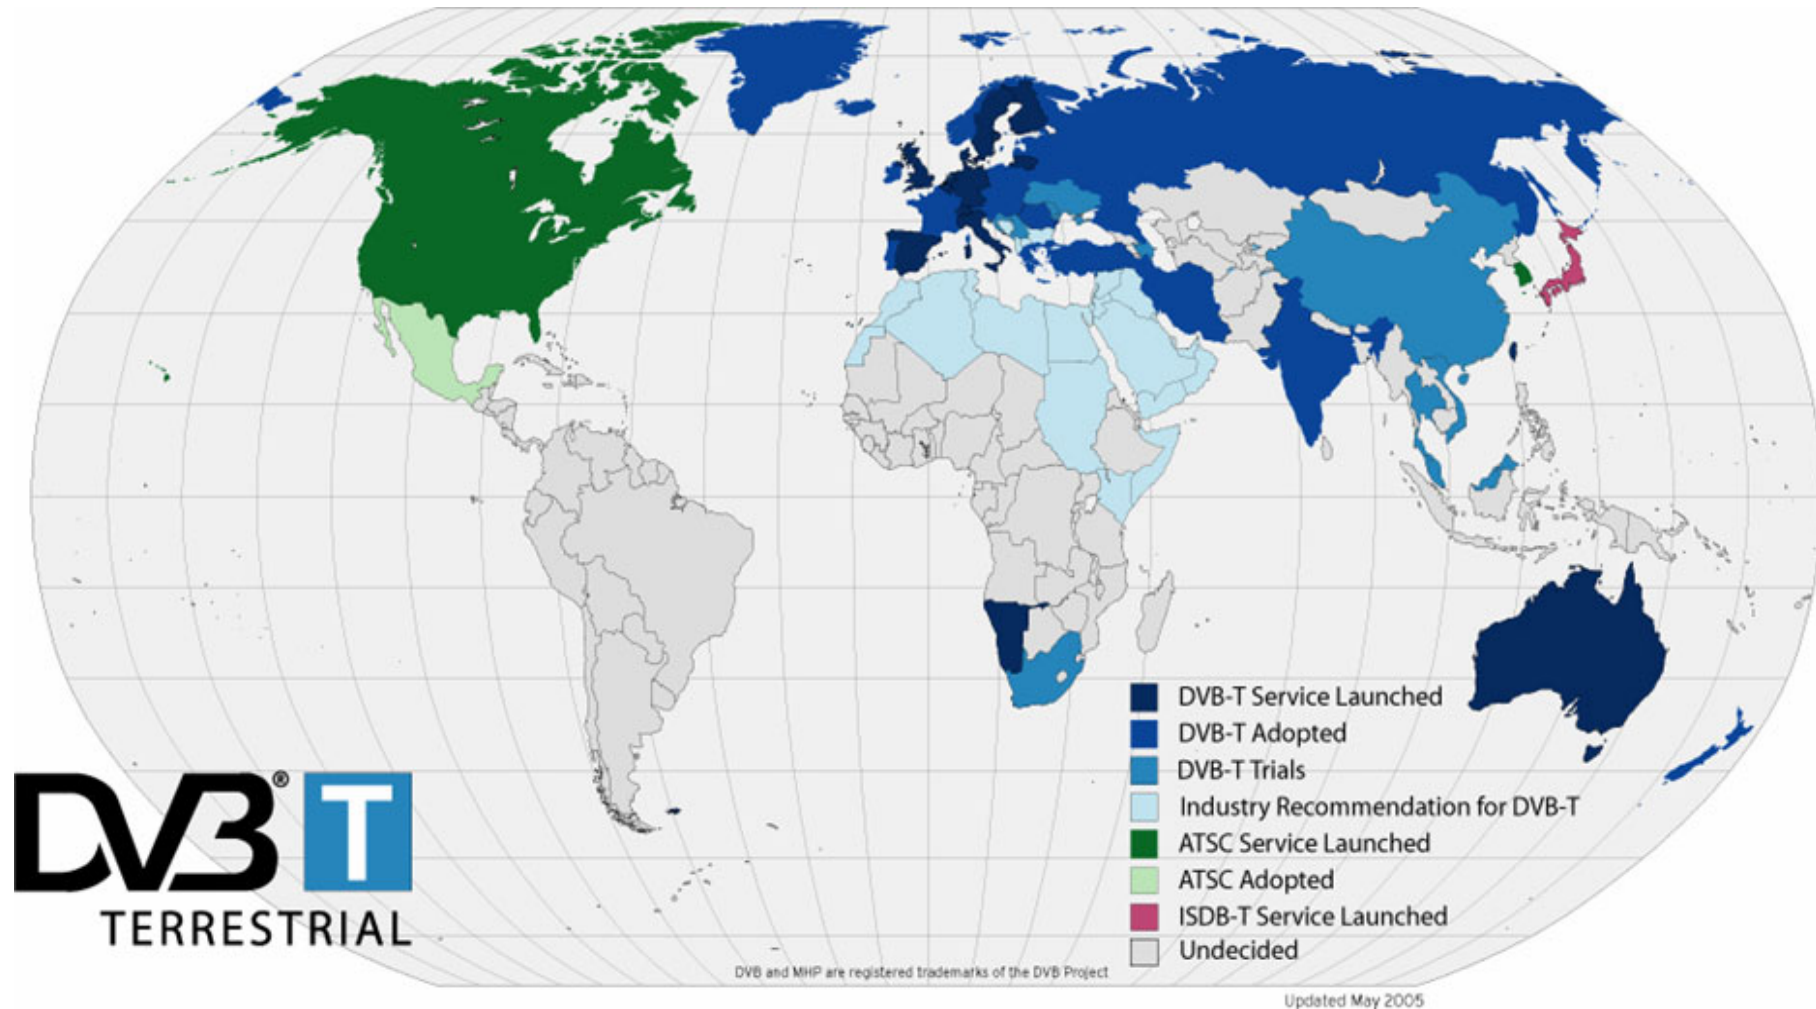 DVB-T Service Launched
DVB-T Adopted
DVB-T Trials
Industry Recommendation for DVB-T
ATSC Service Launched
ATSC Adopted
ISDB-T Service Launched
Undecided
DVB® T
TERRESTRIAL
DVB and MHP are registered trademarks of the DVB Project
Updated May 2005